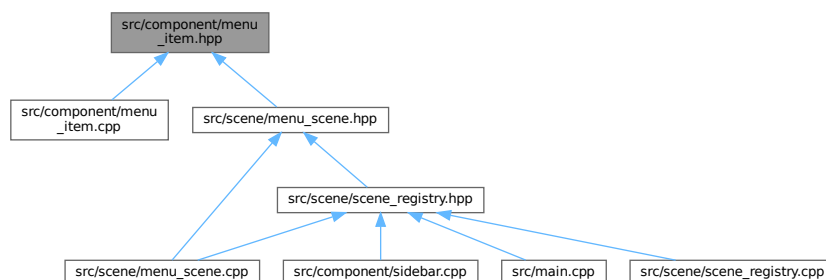 src/component/menu
_item.hpp
src/component/menu
_item.cpp
src/scene/menu_scene.hpp
src/scene/scene_registry.hpp
src/scene/menu_scene.cpp
src/component/sidebar.cpp
src/main.cpp
src/scene/scene_registry.cpp